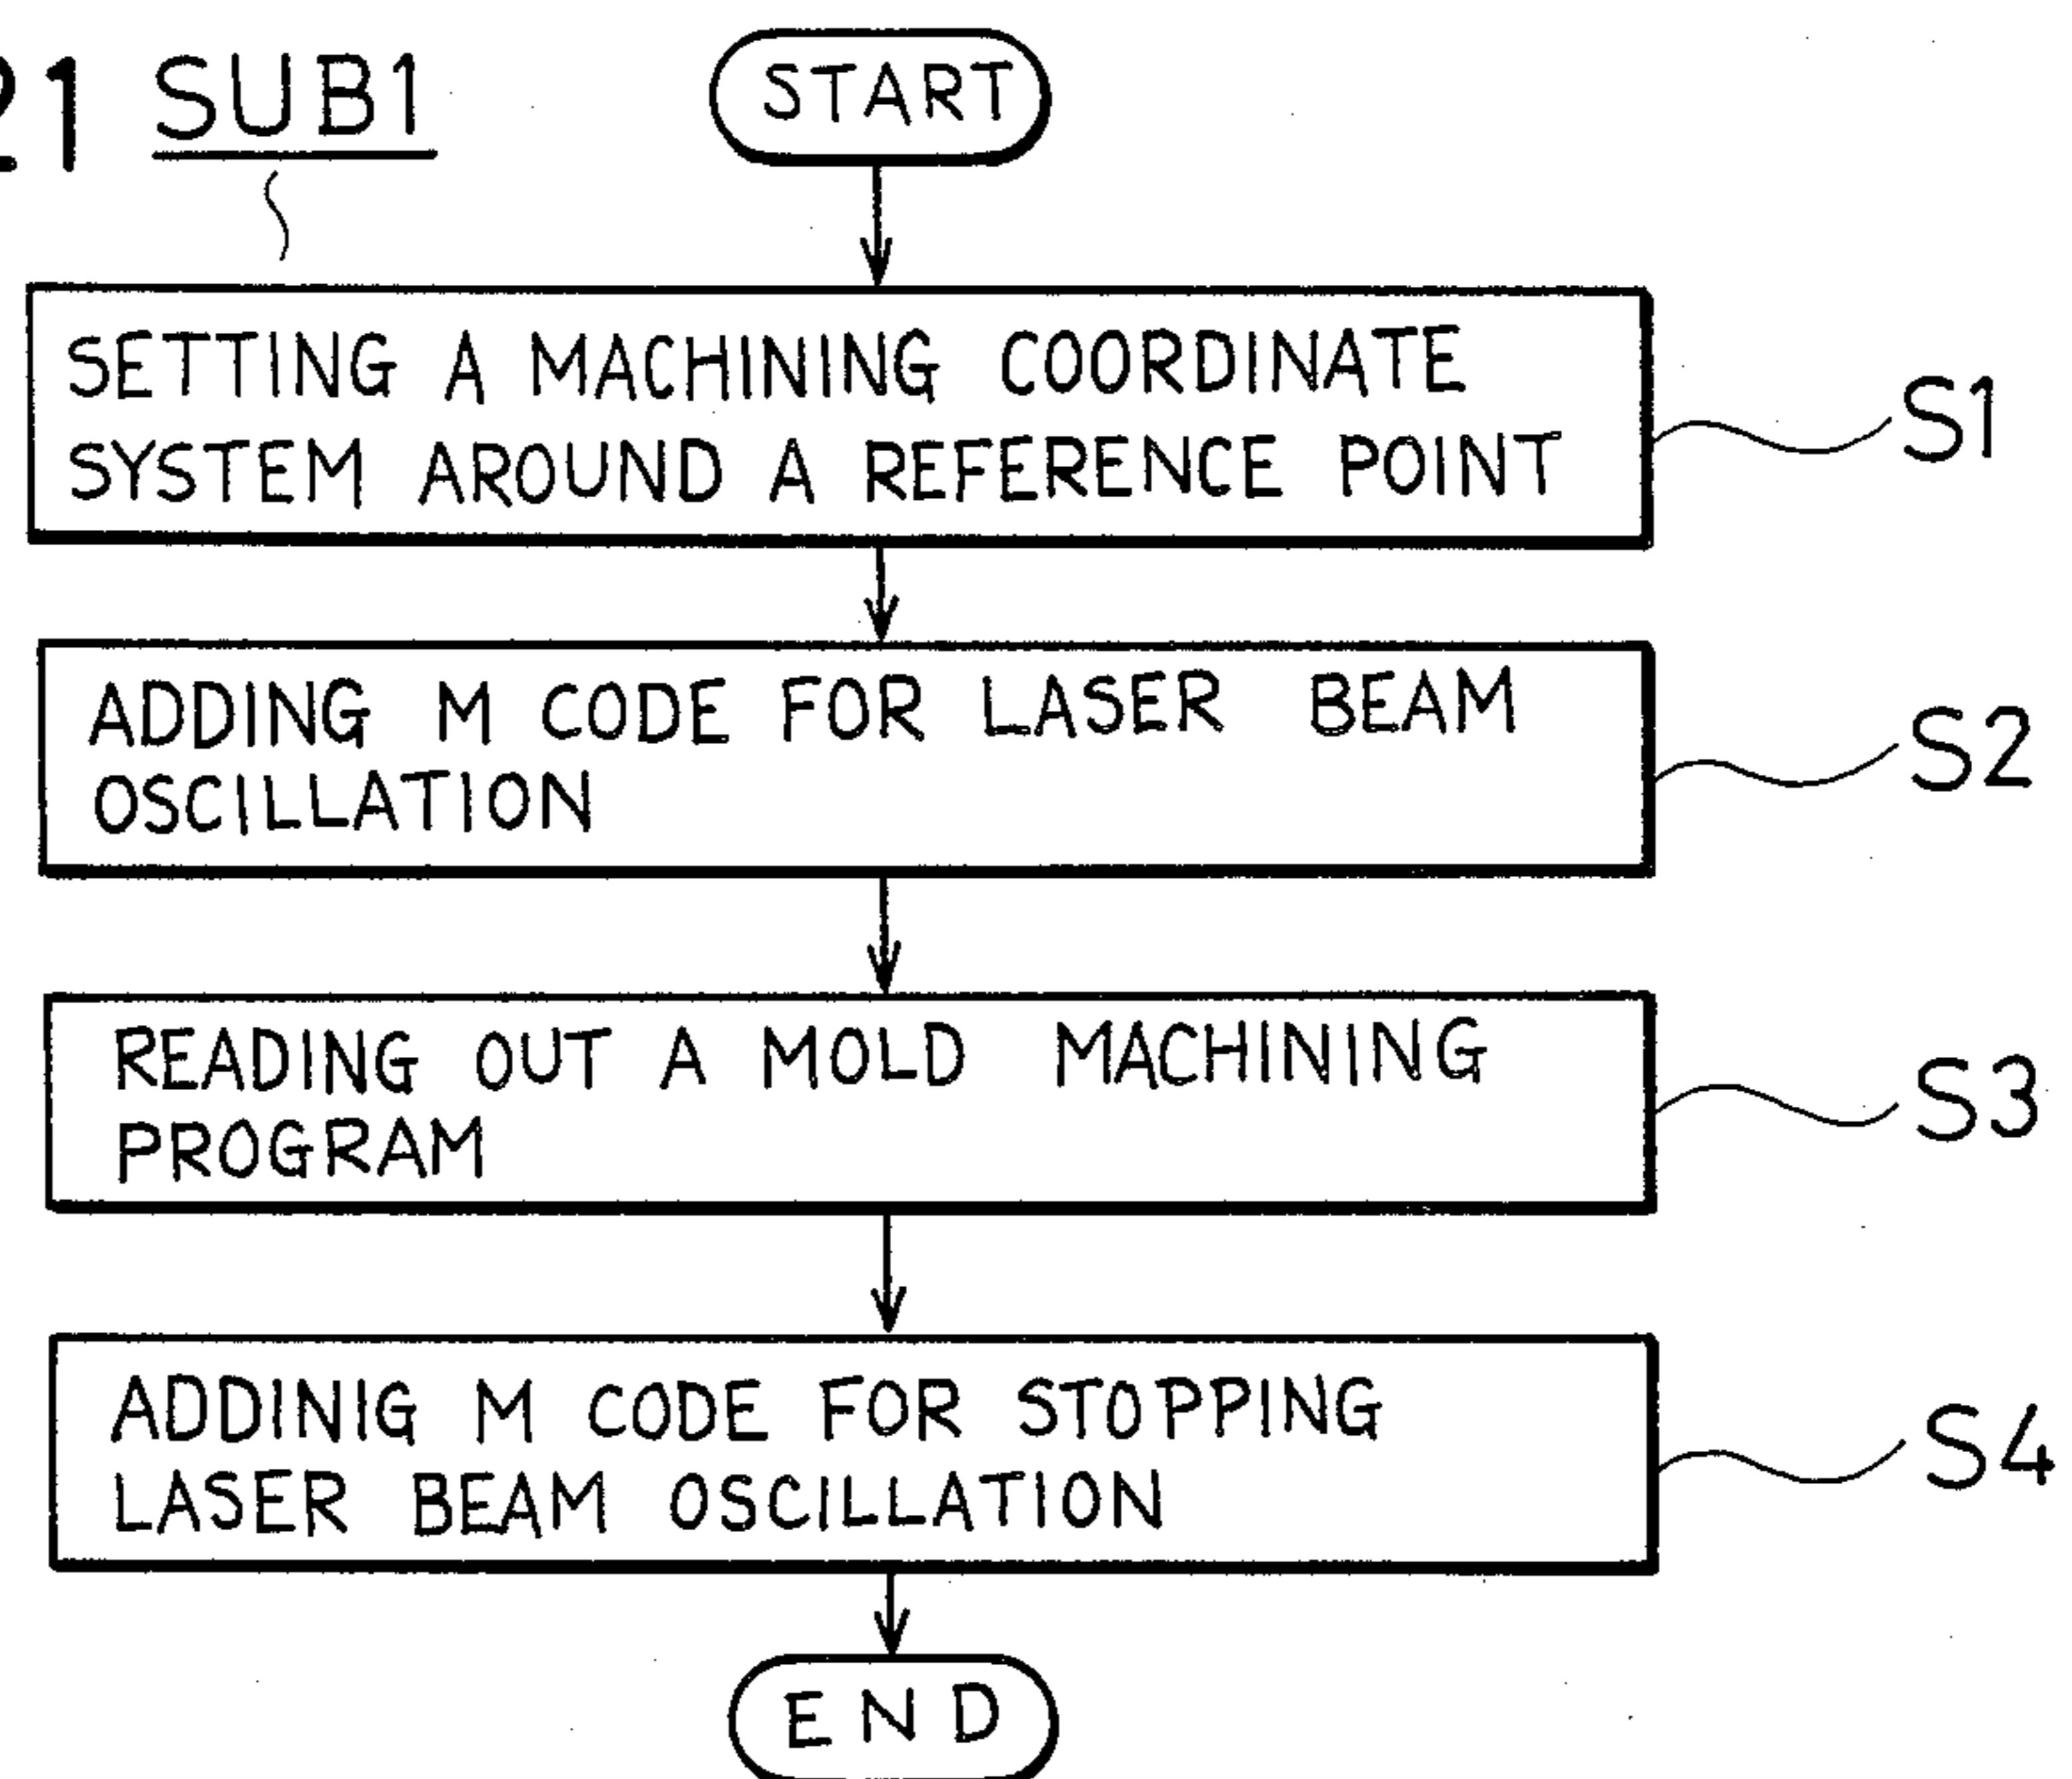 21 SUB1
START
SETTING A MACHINING COORDINATE
SYSTEM AROUND A REFERENCE POINT
S1
ADDING M CODE FOR LASER BEAM
OSCILLATION
S2
READING OUT A MOLD MACHINING
PROGRAM
S3
ADDINIG M CODE FOR STOPPING
LASER BEAM OSCILLATION
S4
END